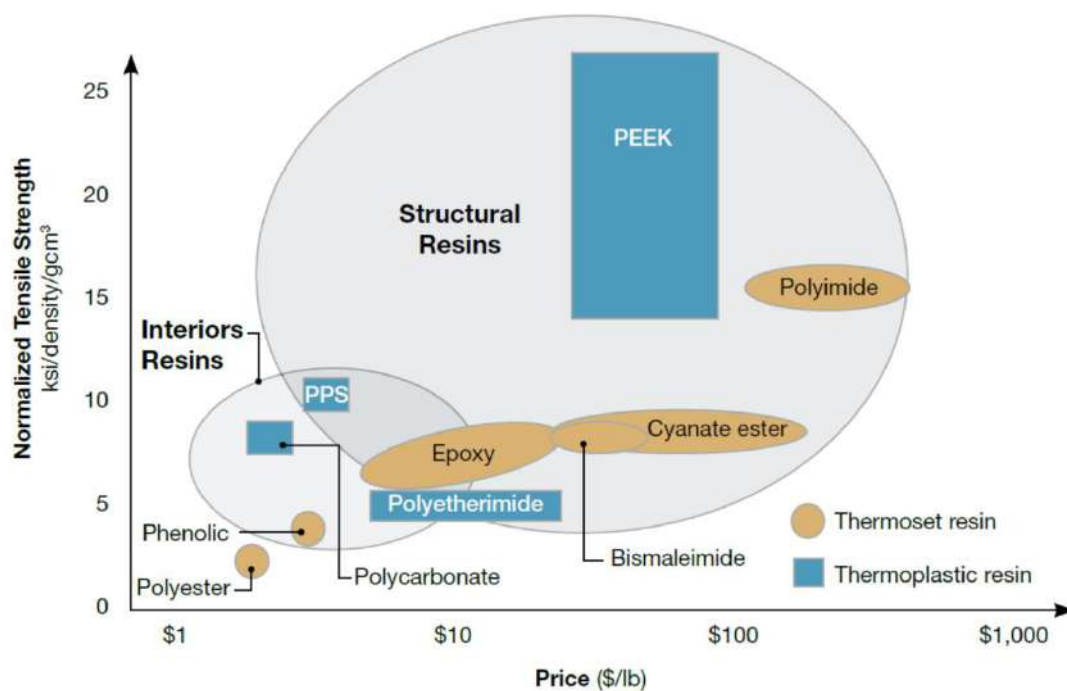 Normalized Tensile Strength
ksi/density/gcm³
25
20
15
10
5
0
PEEK
Structural
Resins
Polyimide
Interiors
Resins
PPS
Cyanate ester
Epoxy
Polyetherimide
Phenolic
Polyester
Polycarbonate
Bismaleimide
Thermoset resin
Thermoplastic resin
$1
$10
$100
$1,000
Price ($/lb)